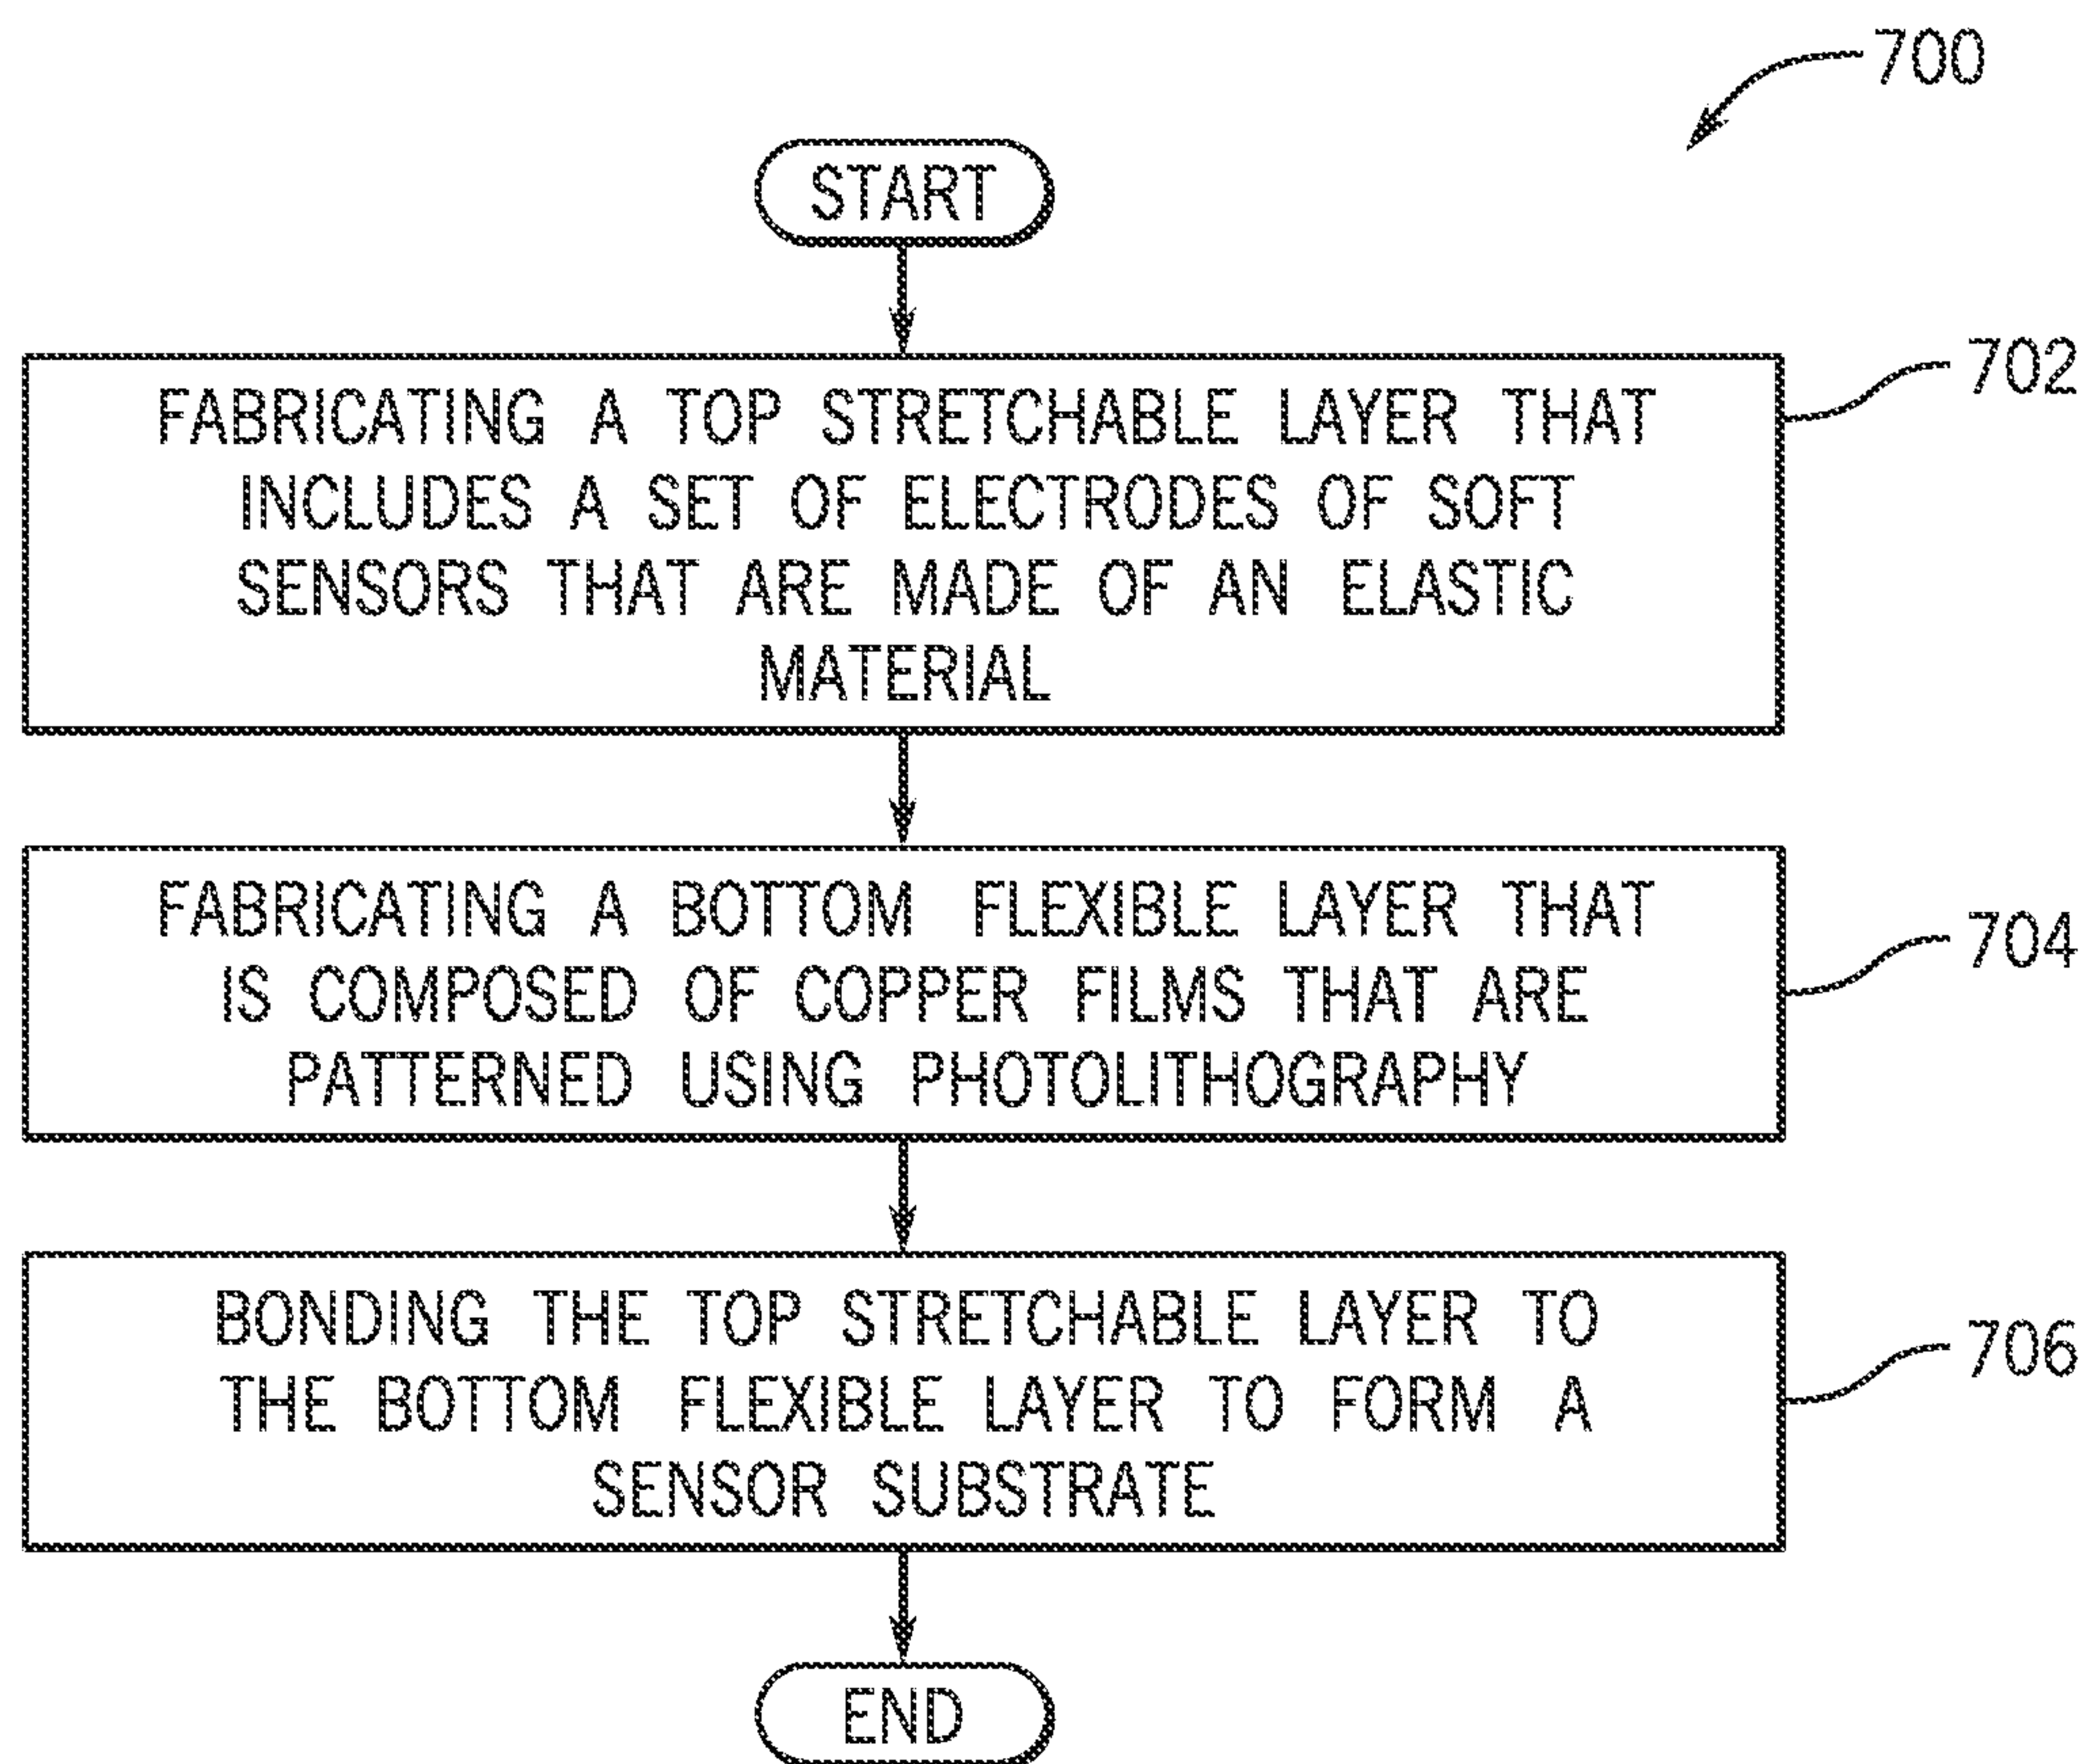 700
START
702
FABRICATING A TOP STRETCHABLE LAYER THAT
INCLUDES A SET OF ELECTRODES OF SOFT
SENSORS THAT ARE MADE OF AN ELASTIC
MATERIAL
704
FABRICATING A BOTTOM FLEXIBLE LAYER THAT
IS COMPOSED OF COPPER FILMS THAT ARE
PATTERNED USING PHOTOLITHOGRAPHY
706
BONDING THE TOP STRETCHABLE LAYER TO
THE BOTTOM FLEXIBLE LAYER TO FORM A
SENSOR SUBSTRATE
END